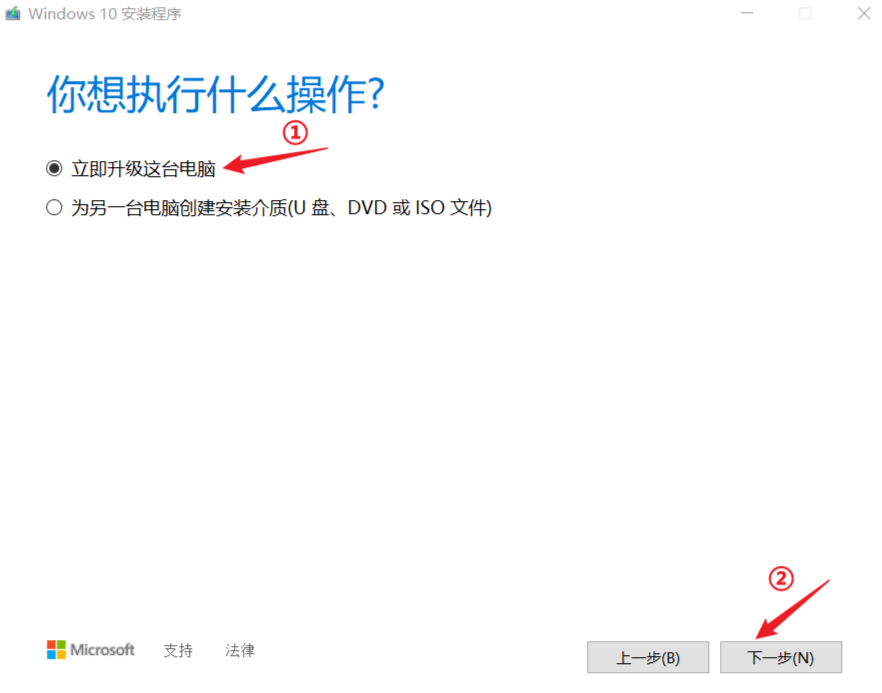 Windows 10 安装程序
你想执行什么操作?
①
立即升级这台电脑
为另一台电脑创建安装介质(U 盘、DVD 或 ISO 文件)
②
Microsoft 支持 法律 上一步(B) 下一步(N)